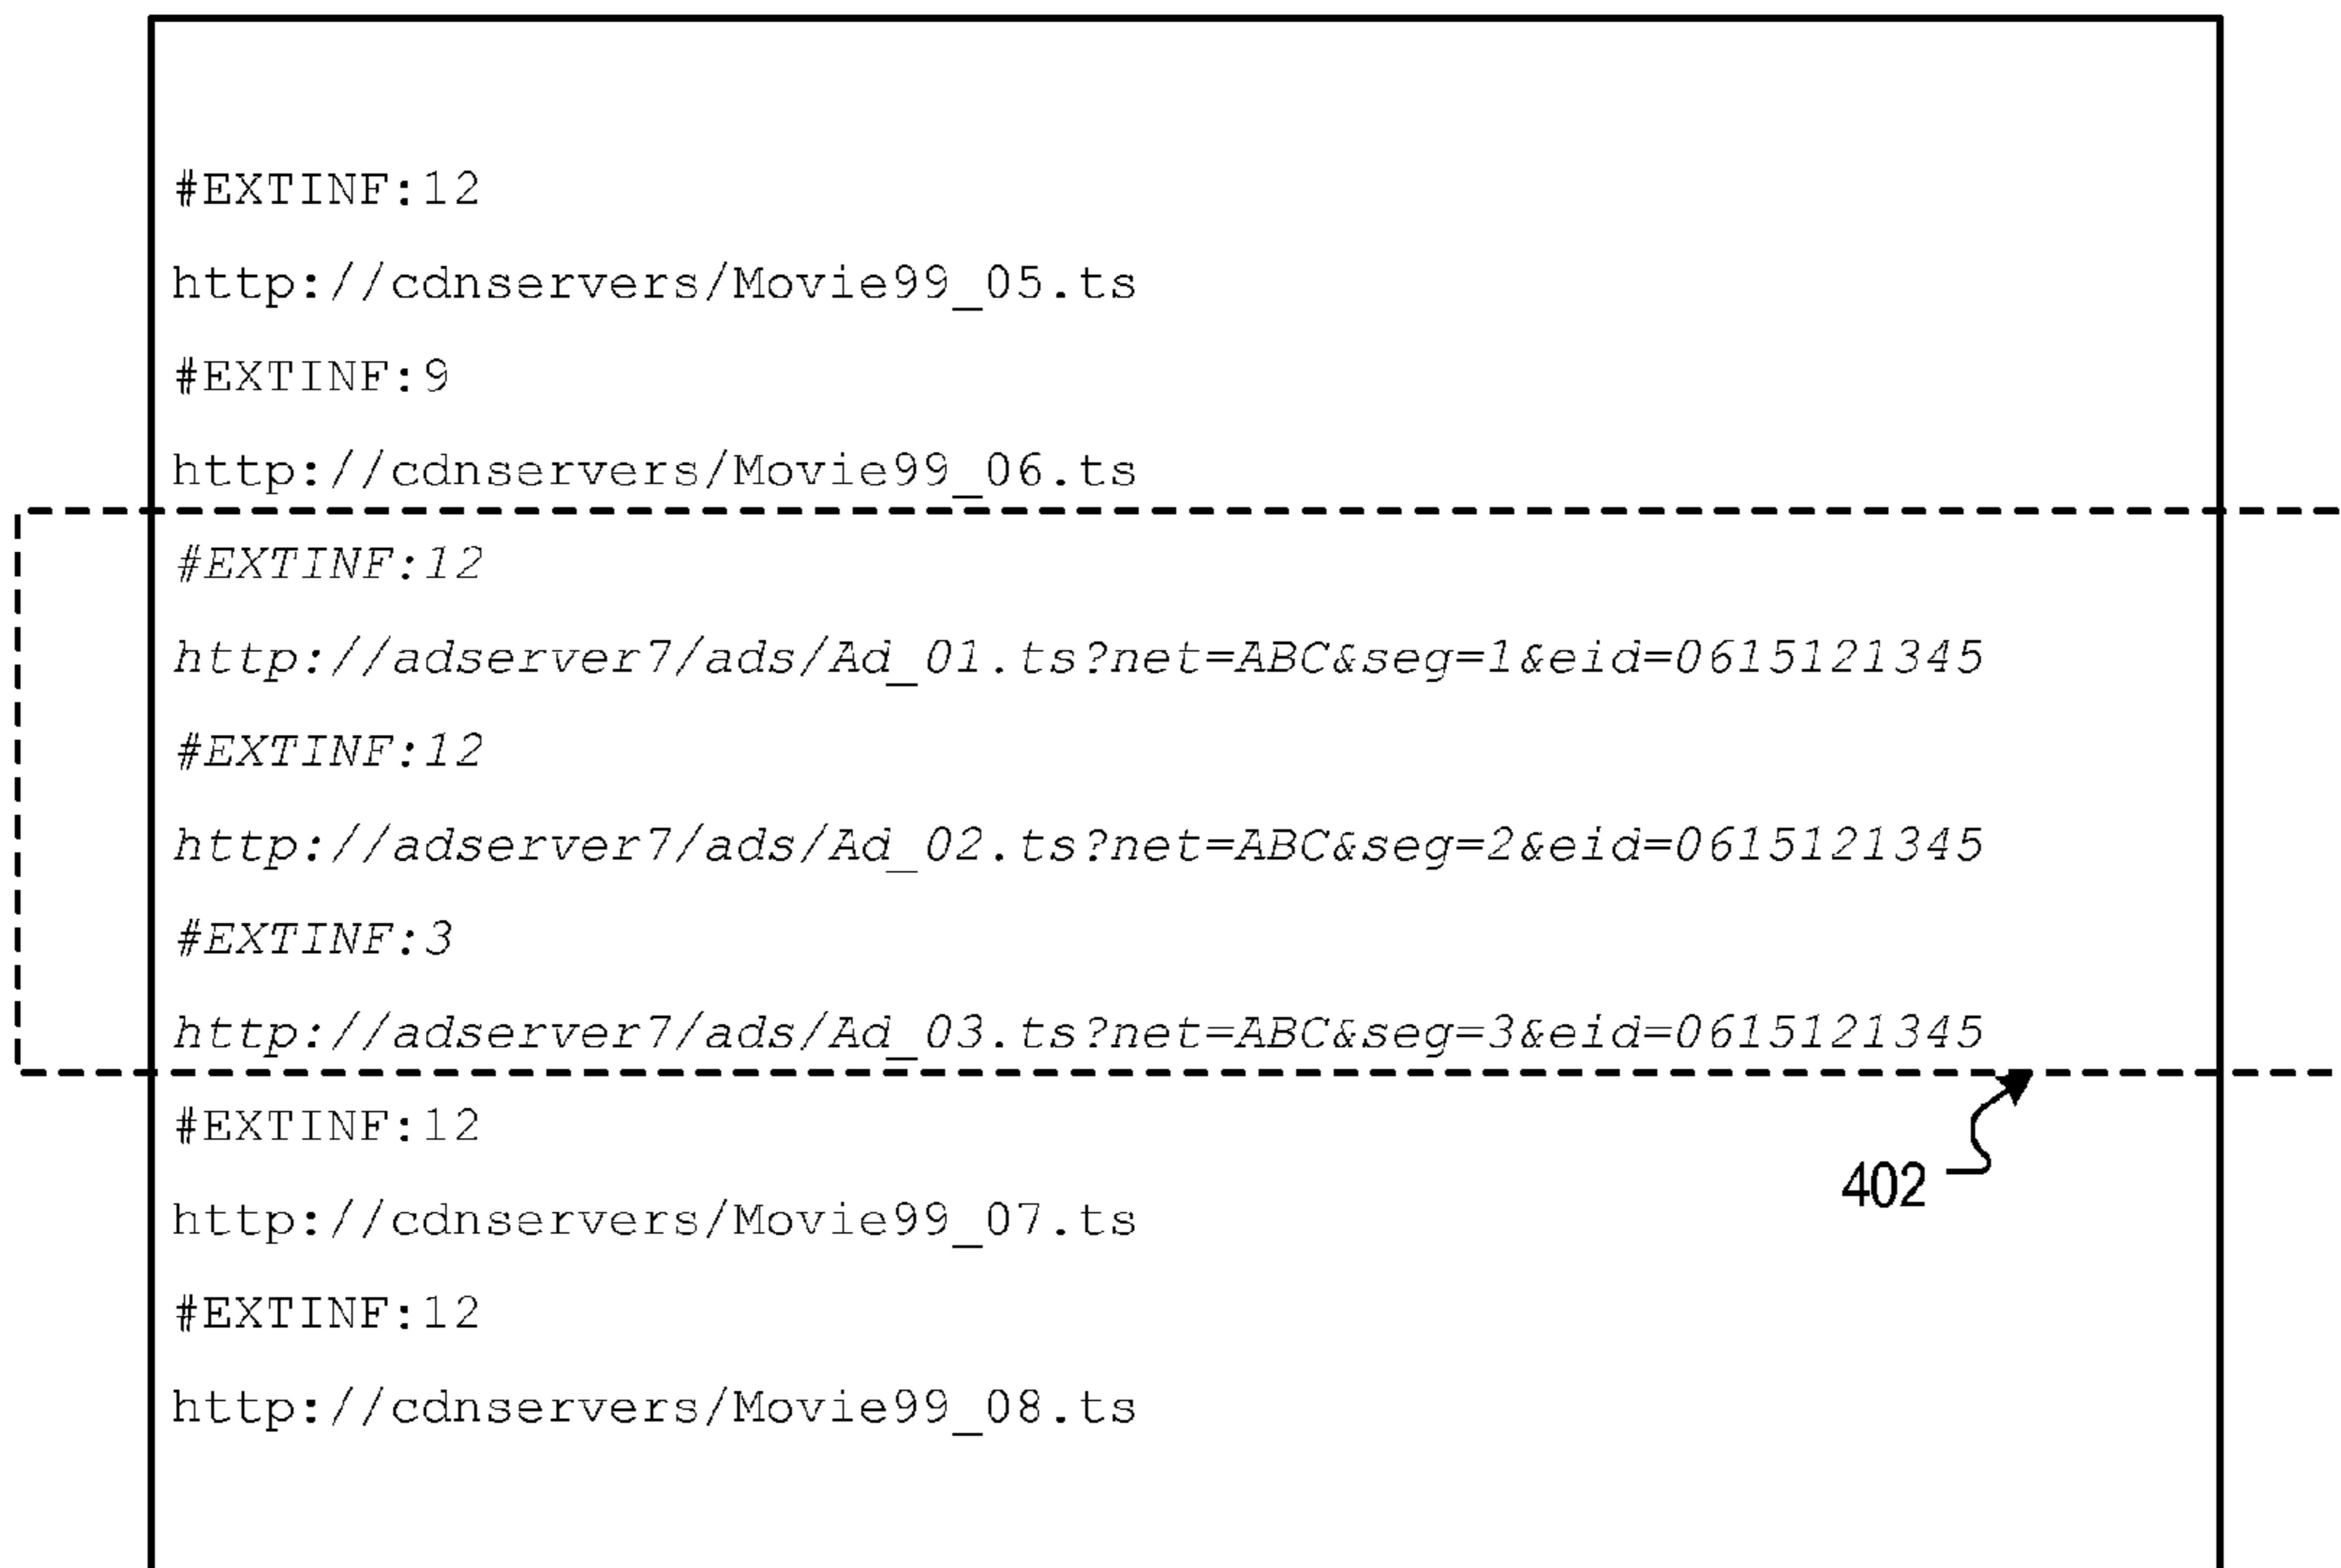 #EXTINF:12
http://cdnservers/Movie99_05.ts
#EXTINF:9
http://cdnservers/Movie99_06.ts
#EXTINF:12
http://adserver7/ads/Ad_01.ts?net=ABC&seg=1&eid=0615121345
#EXTINF:12
http://adserver7/ads/Ad_02.ts?net=ABC&seg=2&eid=0615121345
#EXTINF:3
http://adserver7/ads/Ad_03.ts?net=ABC&seg=3&eid=0615121345
#EXTINF:12
402
http://cdnservers/Movie99_07.ts
#EXTINF:12
http://cdnservers/Movie99_08.ts